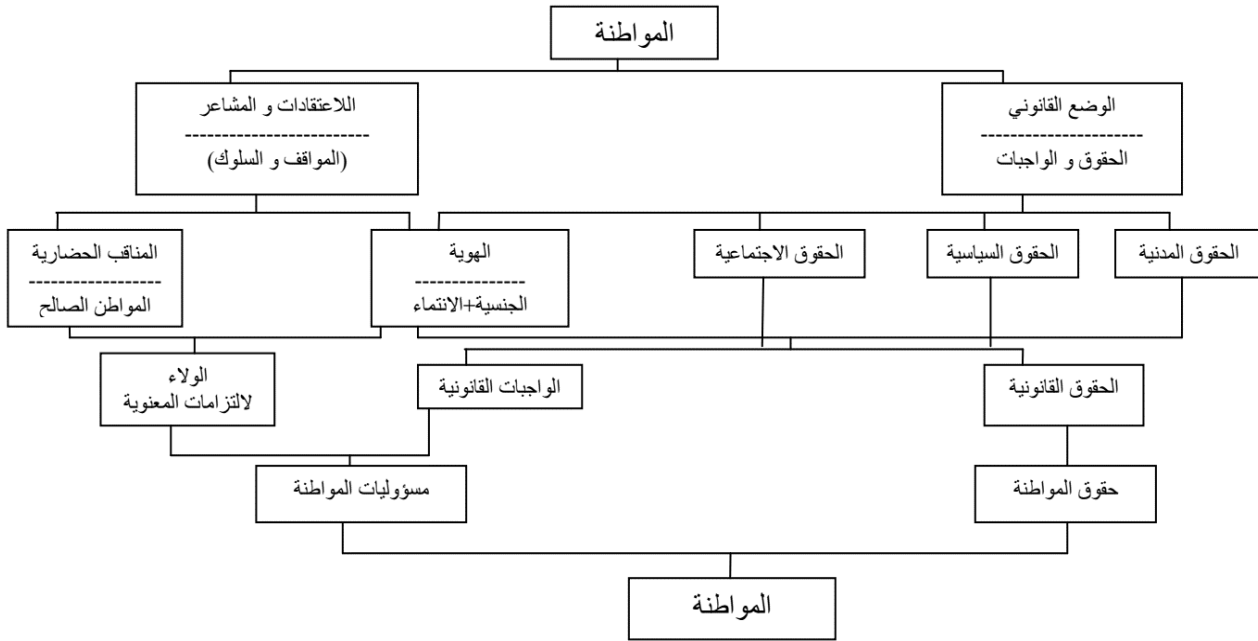 المواطنة
الوضع القانوني
-----------------------
الحقوق و الواجبات
اللاعتقادات و المشاعر
--------------------------
(المواقف و السلوك)
الحقوق المدنية
الحقوق السياسية
الحقوق الاجتماعية
الهوية
---------------
الجنسية+الانتماء
المناقب الحضارية
------------------
المواطن الصالح
الحقوق القانونية
الواجبات القانونية
الولاء
لالتزامات المعنوية
حقوق المواطنة
مسؤوليات المواطنة
المواطنة